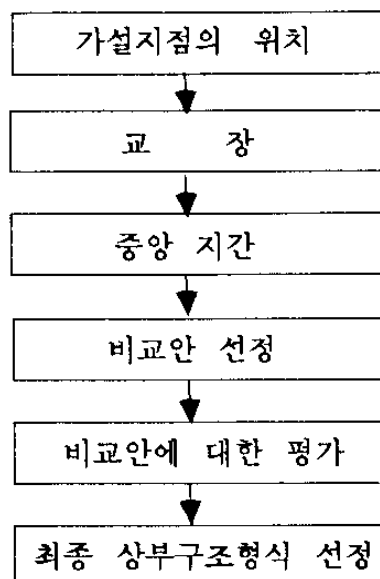 가설지점의 위치
교 장
중앙 지간
비교안 선정
비교안에 대한 평가
최종 상부구조형식 선정